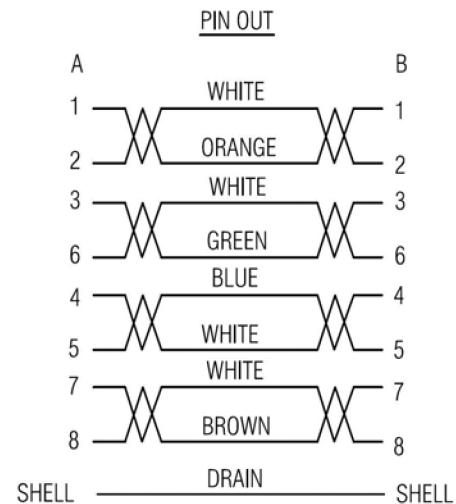 PIN OUT
A B
1 WHITE 1
2 ORANGE 2
3 WHITE 3
6 GREEN 6
4 BLUE 4
5 WHITE 5
7 WHITE 7
8 BROWN 8
SHELL DRAIN SHELL